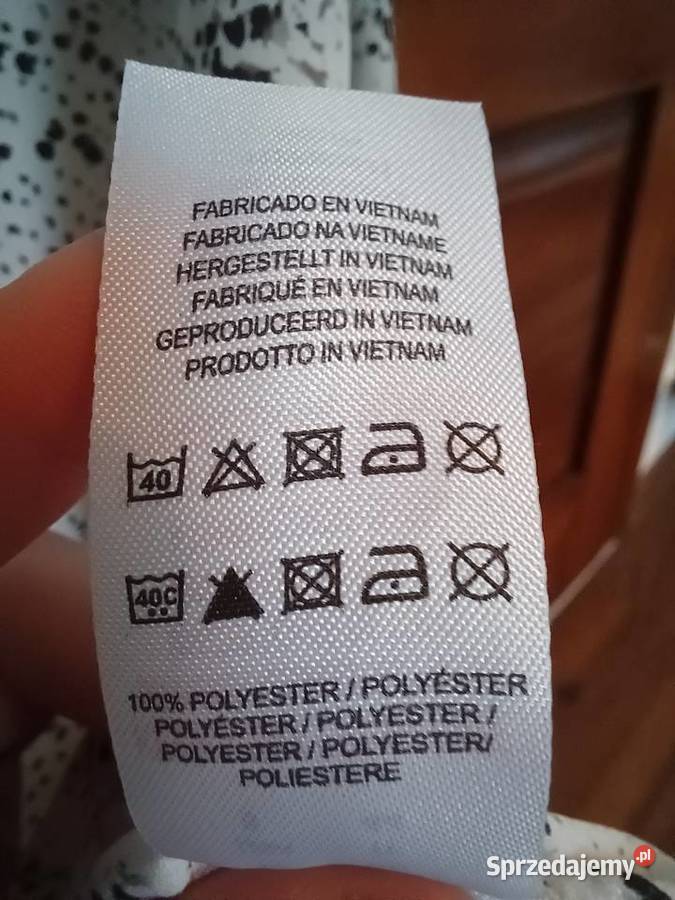 FABRICADO EN VIETNAM
FABRICADO NA VIETNAME
HERGESTELLT IN VIETNAM
FABRIQUÉ EN VIETNAM
GEPRODUCEERD IN VIETNAM
PRODOTTO IN VIETNAM
40
40C
100% POLYESTER / POLYÉSTER
POLYÉSTER / POLYESTER /
POLYESTER / POLYESTER/
POLIESTERE
Sprzedajemy.pl